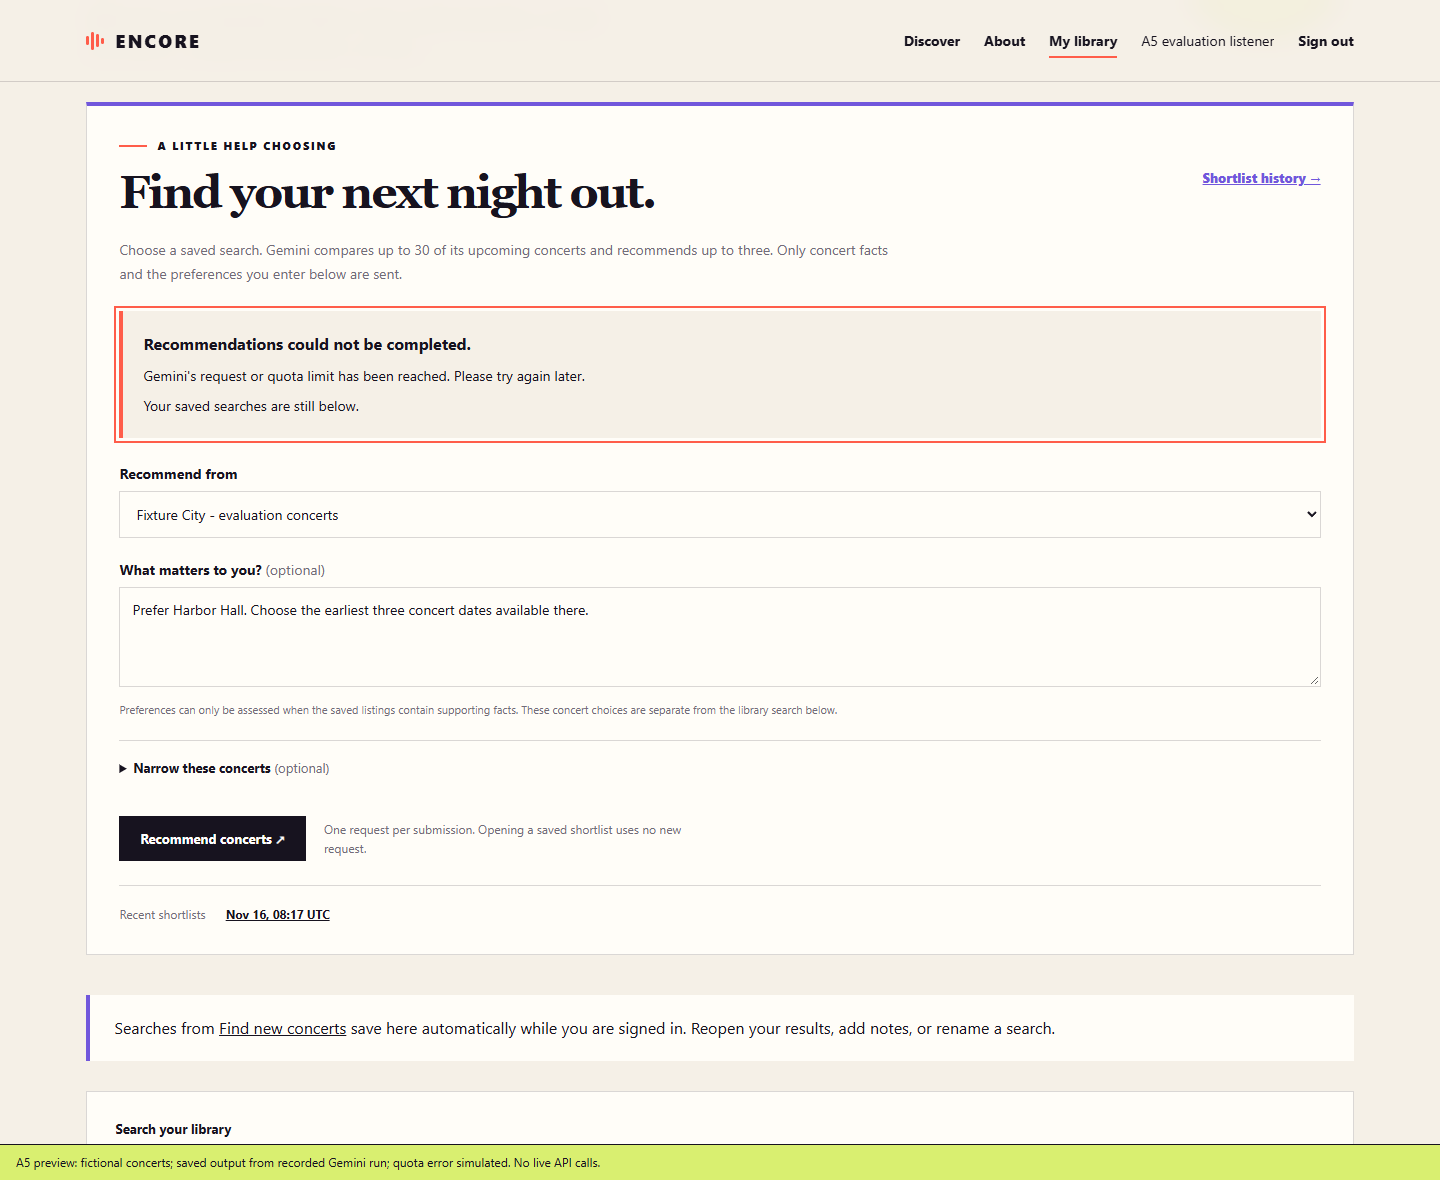 ENCORE
Discover About My library A5 evaluation listener Sign out
A LITTLE HELP CHOOSING
Find your next night out.
Shortlist history →
Choose a saved search. Gemini compares up to 30 of its upcoming concerts and recommends up to three. Only concert facts
and the preferences you enter below are sent.
Recommendations could not be completed.
Gemini's request or quota limit has been reached. Please try again later.
Your saved searches are still below.
Recommend from
Fixture City - evaluation concerts
What matters to you? (optional)
Prefer Harbor Hall. Choose the earliest three concert dates available there.
Preferences can only be assessed when the saved listings contain supporting facts. These concert choices are separate from the library search below.
▶ Narrow these concerts (optional)
Recommend concerts ↗
One request per submission. Opening a saved shortlist uses no new
request.
Recent shortlists Nov 16, 08:17 UTC
Searches from Find new concerts save here automatically while you are signed in. Reopen your results, add notes, or rename a search.
Search your library
A5 preview: fictional concerts; saved output from recorded Gemini run; quota error simulated. No live API calls.